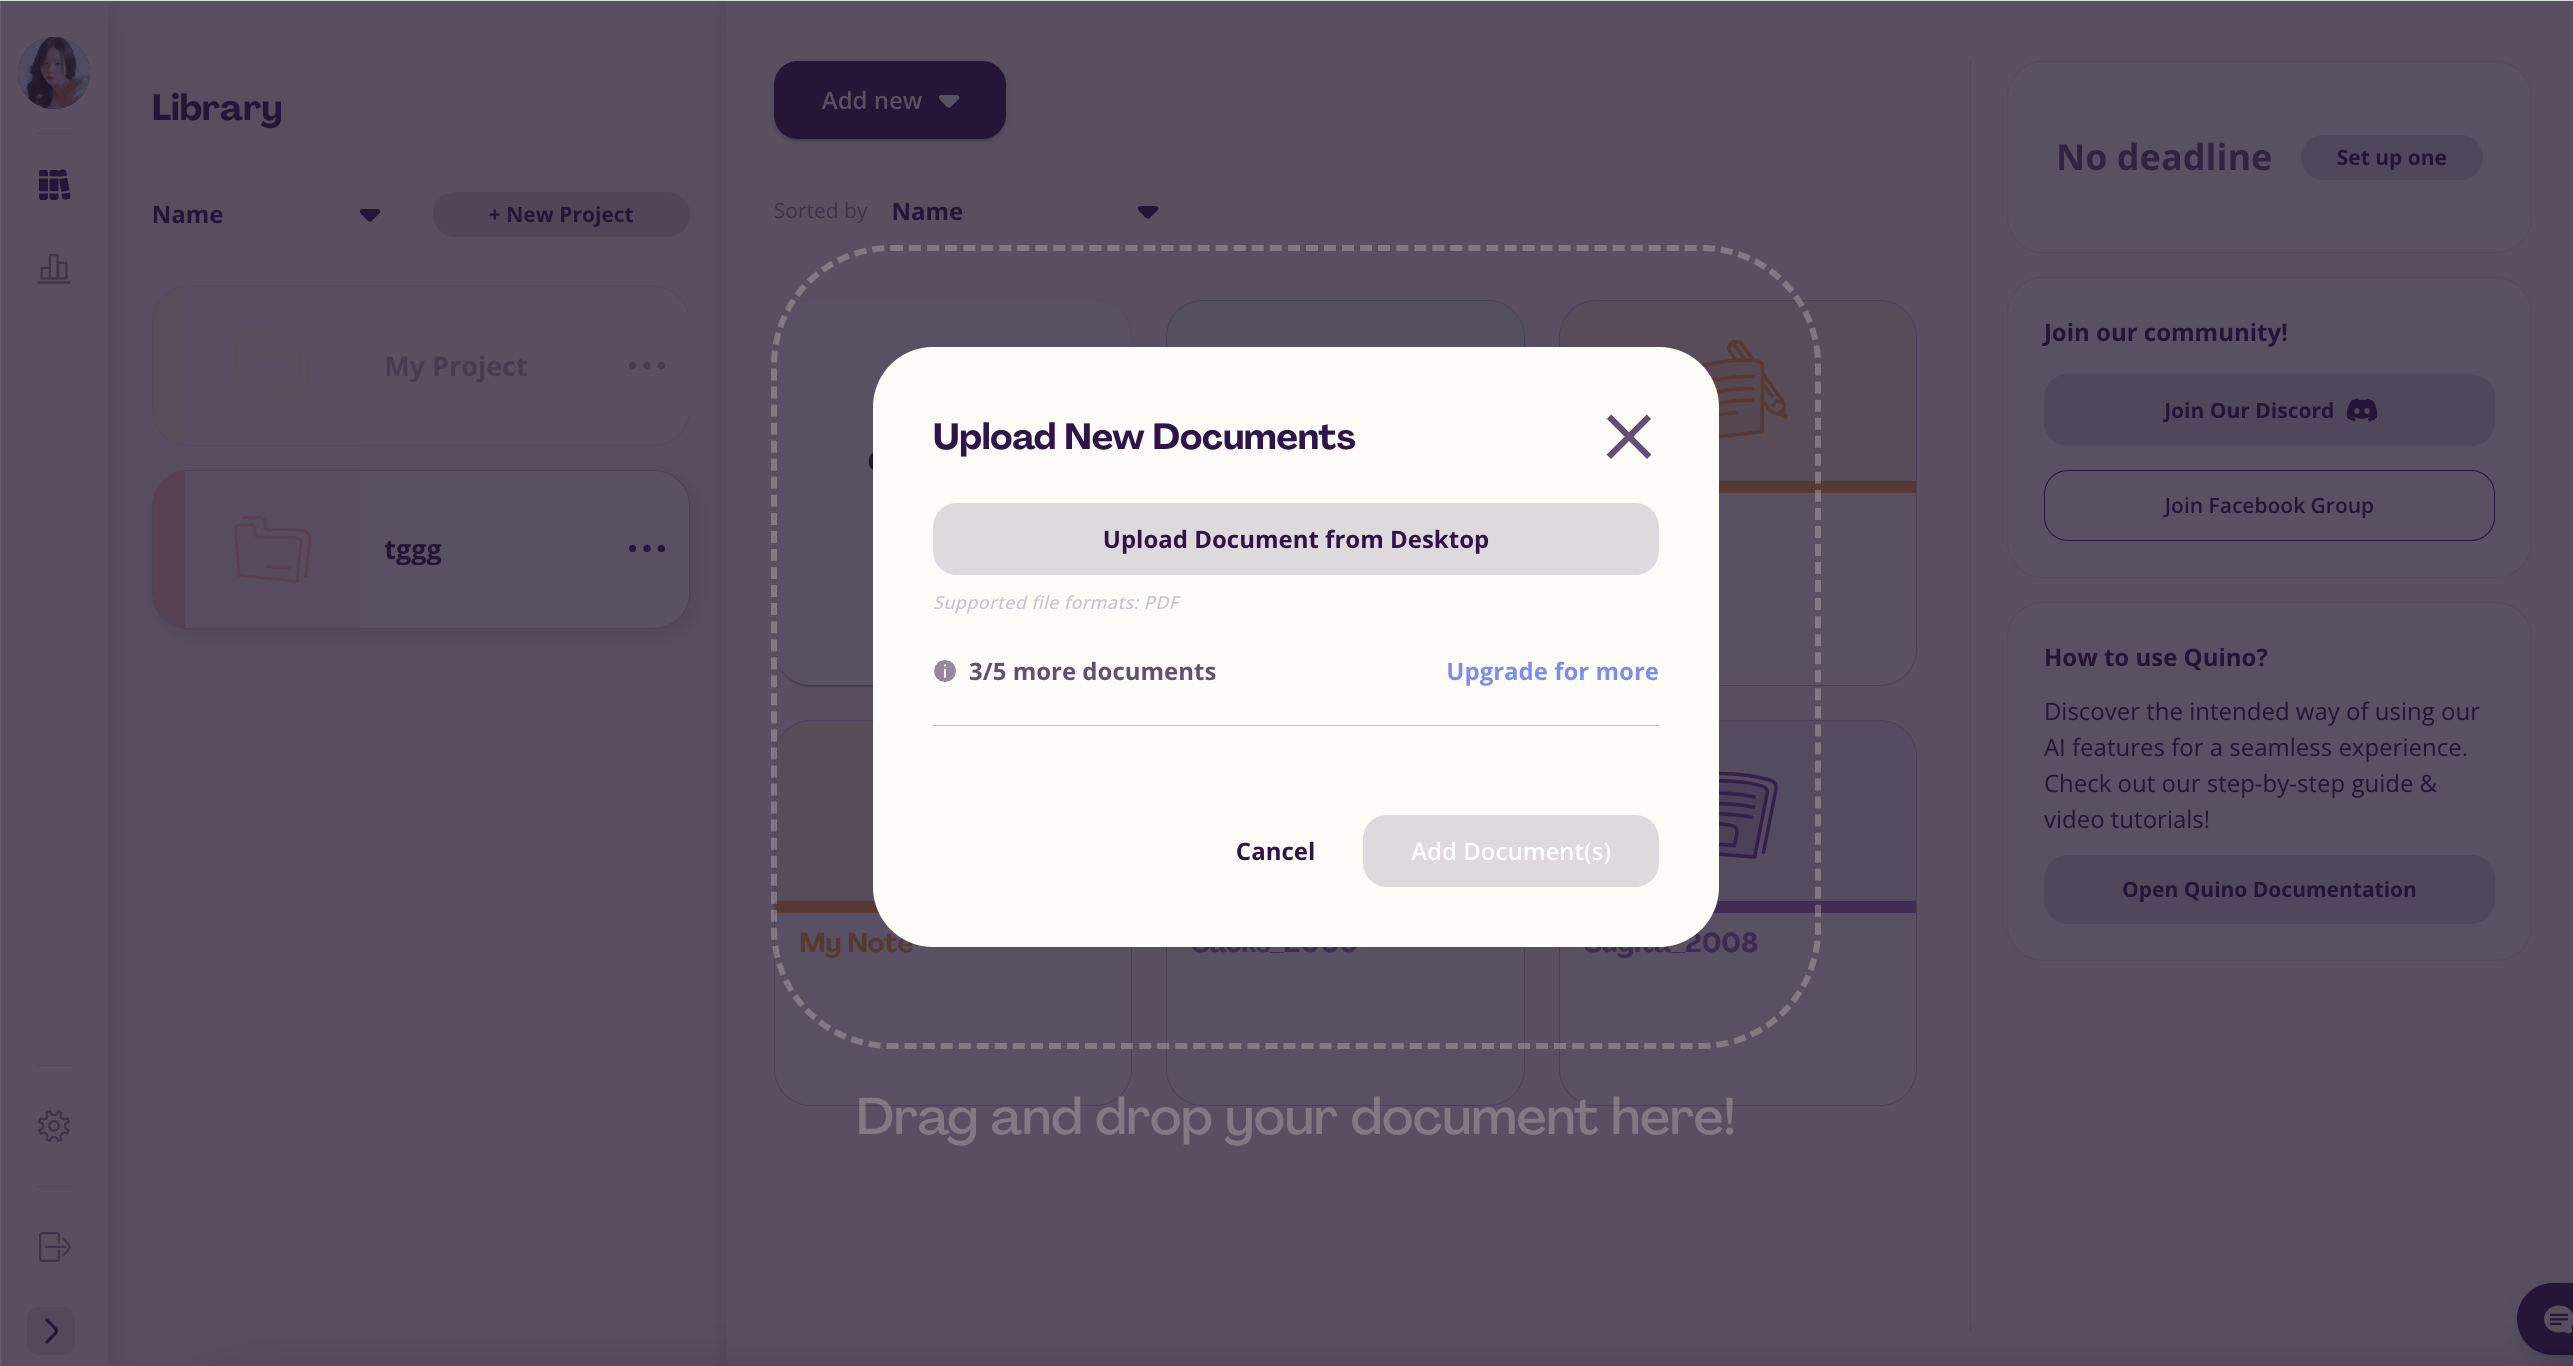 Library
Name
+ New Project
My Project
tggg
Add new
Sorted by Name
Upload New Documents
Upload Document from Desktop
Supported file formats: PDF
3/5 more documents
Upgrade for more
Cancel
Add Document(s)
My Note
Drag and drop your document here!
No deadline
Set up one
Join our community!
Join Our Discord
Join Facebook Group
How to use Quino?
Discover the intended way of using our
AI features for a seamless experience.
Check out our step-by-step guide &
video tutorials!
Open Quino Documentation